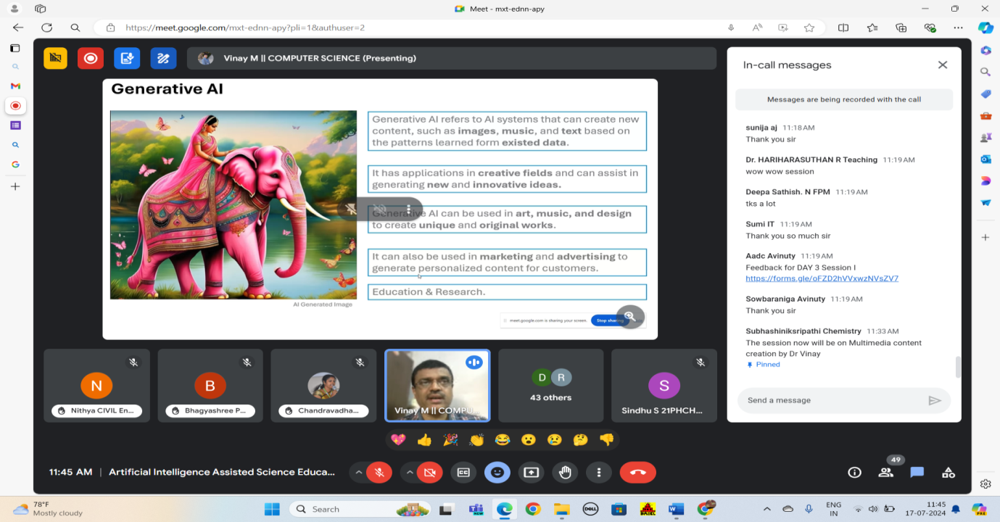 Meet - mxt-ednn-apy
https://meet.google.com/mxt-ednn-apy?pli=1&authuser=2
Vinay M || COMPUTER SCIENCE (Presenting)
Generative AI
Generative AI refers to AI systems that can create new
content, such as images, music, and text based on
the patterns learned form existed data.
It has applications in creative fields and can assist in
generating new and innovative ideas.
Generative AI can be used in art, music, and design
to create unique and original works.
It can also be used in marketing and advertising to
generate personalized content for customers.
Education & Research.
AI Generated Image
meet.google.com is sharing your screen.
Stop sharing
N
Nithya CIVIL En...
B
Bhagyashree P...
Chandravadha...
Vinay M || COMPU...
D R
43 others
S
Sindhu S 21PHCH...
11:45 AM | Artificial Intelligence Assisted Science Educa...
49
In-call messages
Messages are being recorded with the call
sunija aj 11:18 AM
Thank you sir
Dr. HARIHARASUTHAN R Teaching 11:19 AM
wow wow session
Deepa Sathish. N FPM 11:19 AM
tks a lot
Sumi IT 11:19 AM
Thank you so much sir
Aadc Avinuty 11:19 AM
Feedback for DAY 3 Session I
https://forms.gle/oFZD2hVVxwzNVsZV7
Sowbaraniga Avinuty 11:19 AM
Thank you sir
Subhashiniksripathi Chemistry 11:33 AM
The session now will be on Multimedia content
creation by Dr Vinay
Pinned
Send a message
78°F
Mostly cloudy
Search
ENG
IN
11:45
17-07-2024